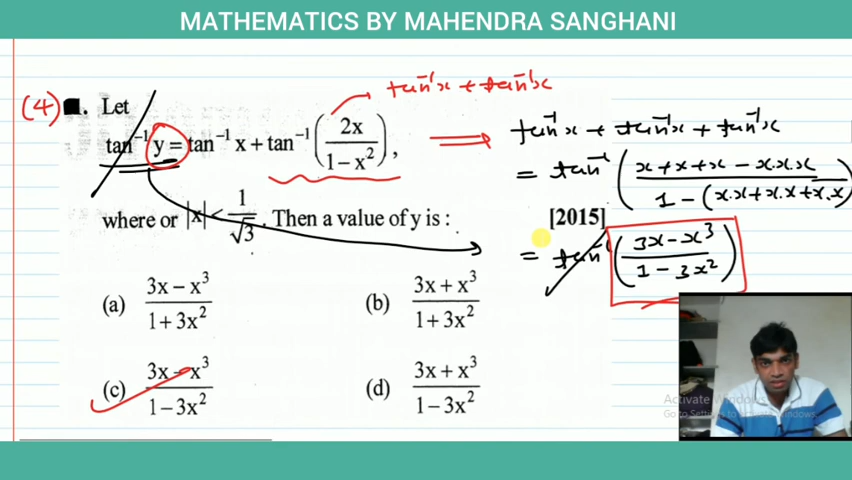 MATHEMATICS BY MAHENDRA SANGHANI
(4) . Let
tan⁻¹ y = tan⁻¹ x + tan⁻¹ (2x / 1−x²),
where or |x| < 1/√3 . Then a value of y is : [2015]
(a) 3x − x³ / 1+3x²
(b) 3x + x³ / 1+3x²
(c) 3x − x³ / 1−3x²
(d) 3x + x³ / 1−3x²
tan⁻¹x + tan⁻¹x
tan⁻¹x + tan⁻¹x + tan⁻¹x
= tan⁻¹ (x+x+x − x.x.x / 1 − (x.x+x.x+x.x)
= tan⁻¹ (3x − x³ / 1 − 3x²)
Activate Windows
Go to Settings to activate Windows.